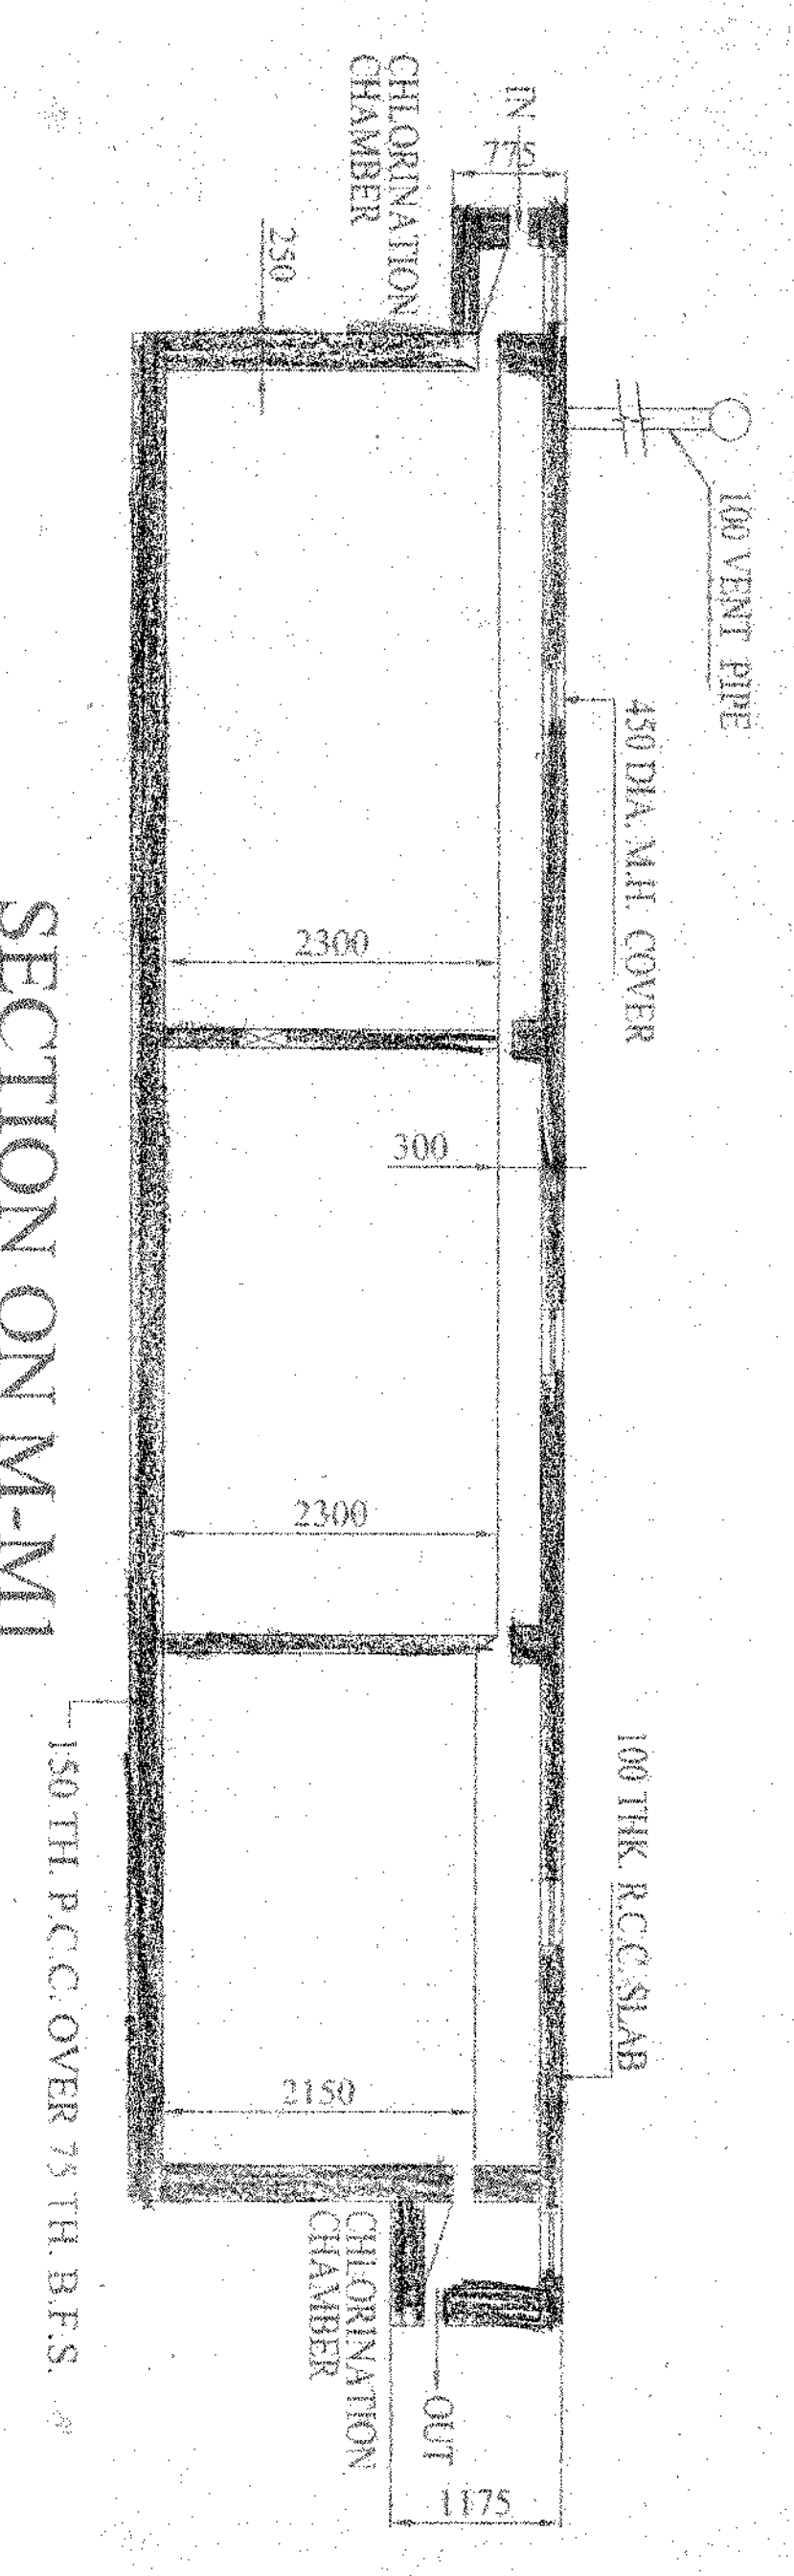 IN
775
CHLORINATION
CHAMBER
250
100 VENT PIPE
450 DIA. M.H. COVER
2300
300
2300
100 THK. R.C.C. SLAB
2150
CHLORINATION
CHAMBER
OUT
1175
150 TH. P.C.C. OVER 75 TH. B.F.S.
SECTION ON M-M1